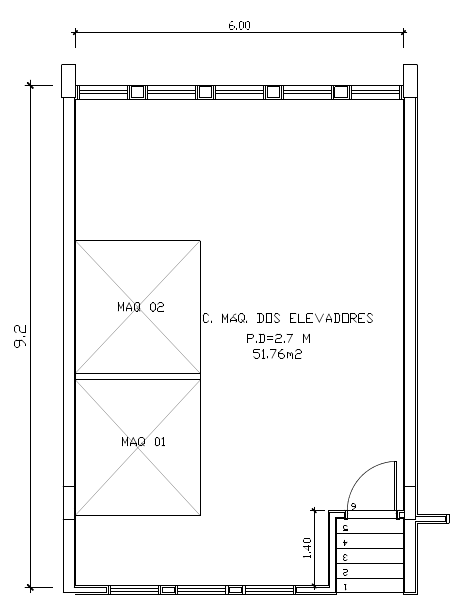 6.00
MAQ 02
C. MAQ. DOS ELEVADORES
P.D=2.7 M
51.76m2
9.2
MAQ 01
1.40
6
5
4
3
2
1